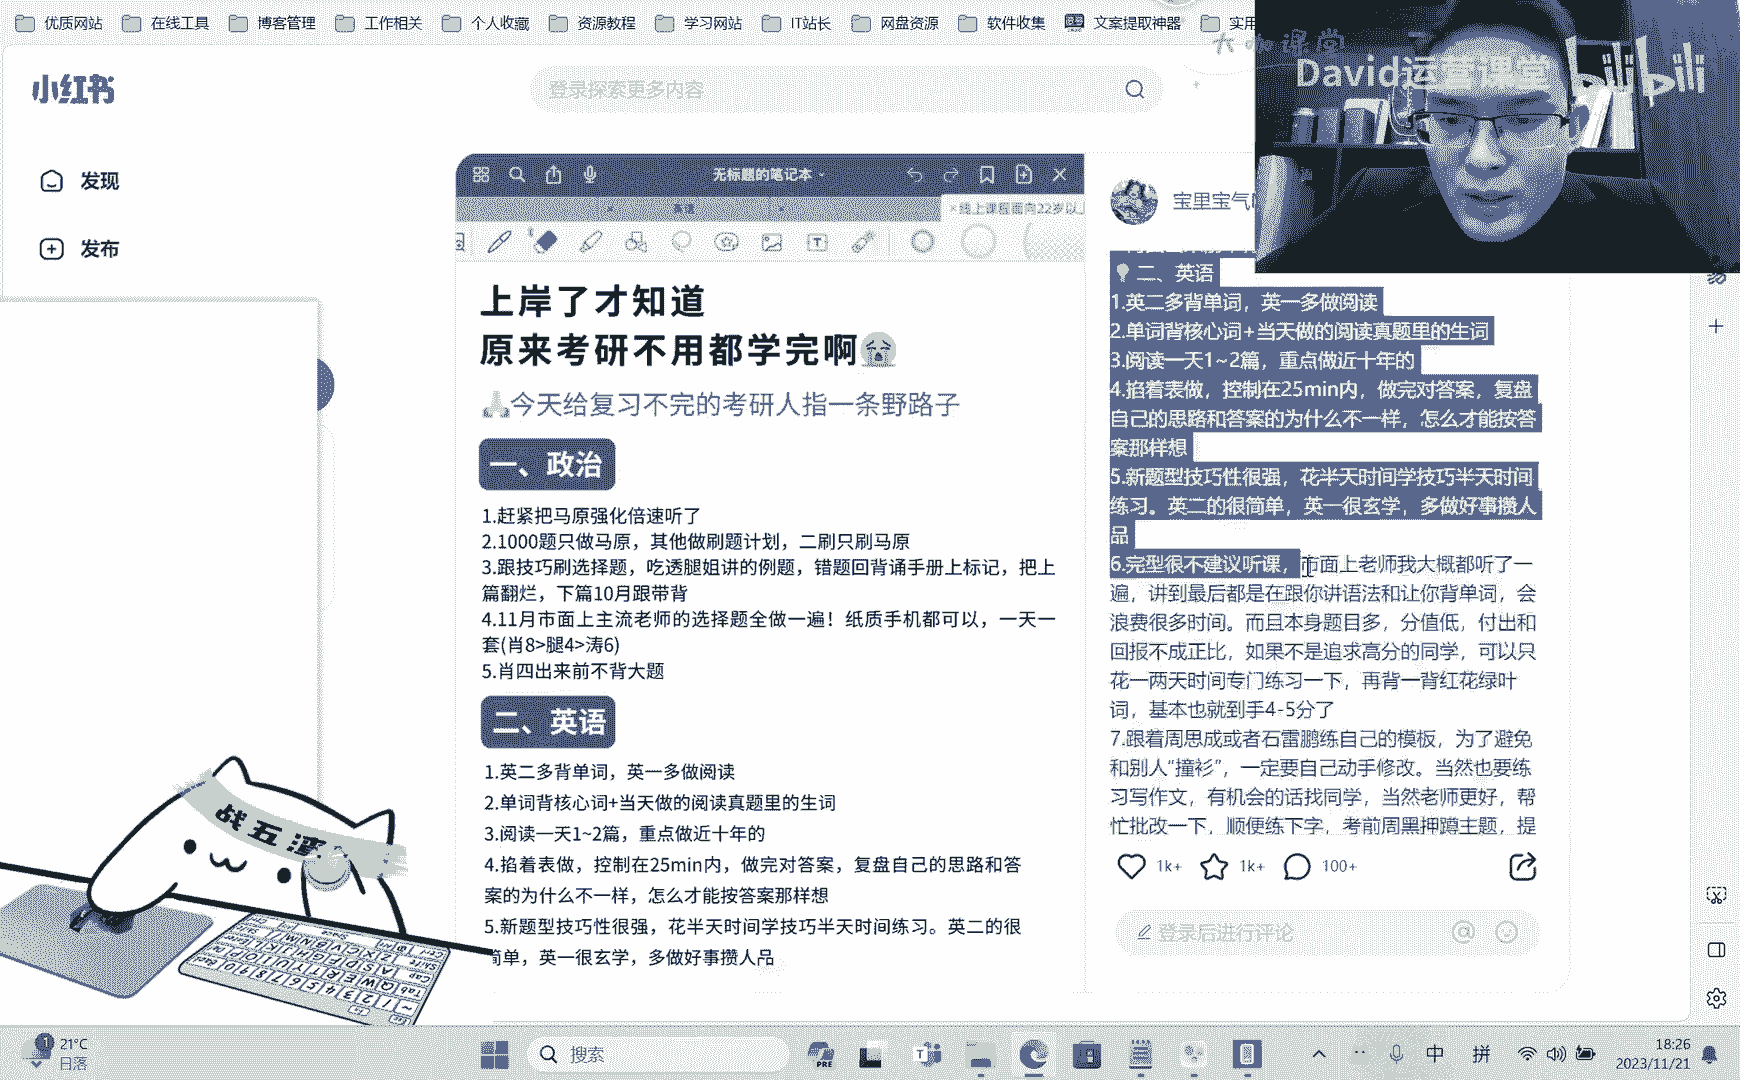 优质网站 在线工具 博客管理 工作相关 个人收藏 资源教程 学习网站 IT站长 网盘资源 软件收集 文案提取神器 实用
大咖课堂
David运营课堂 bilibili
小红书
登录探索更多内容
发现
发布
无标题的笔记本
英语
线上课程面向22岁以上
上岸了才知道
原来考研不用都学完啊
今天给复习不完的考研人指一条野路子
一、政治
1.赶紧把马原强化倍速听了
2.1000题只做马原，其他做刷题计划，二刷只刷马原
3.跟技巧刷选择题，吃透腿姐讲的例题，错题回背诵手册上标记，把上
篇翻烂，下篇10月跟带背
4.11月市面上主流老师的选择题全做一遍！纸质手机都可以，一天一
套(肖8>腿4>涛6)
5.肖四出来前不背大题
二、英语
1.英二多背单词，英一多做阅读
2.单词背核心词+当天做的阅读真题里的生词
3.阅读一天1~2篇，重点做近十年的
4.掐着表做，控制在25min内，做完对答案，复盘自己的思路和答
案的为什么不一样，怎么才能按答案那样想
5.新题型技巧性很强，花半天时间学技巧半天时间练习。英二的很
简单，英一很玄学，多做好事攒人品
宝里宝气
二、英语
1.英二多背单词，英一多做阅读
2.单词背核心词+当天做的阅读真题里的生词
3.阅读一天1~2篇，重点做近十年的
4.掐着表做，控制在25min内，做完对答案，复盘
自己的思路和答案的为什么不一样，怎么才能按答
案那样想
5.新题型技巧性很强，花半天时间学技巧半天时间
练习。英二的很简单，英一很玄学，多做好事攒人
品
6.完型很不建议听课，市面上老师我大概都听了一
遍，讲到最后都是在跟你讲语法和让你背单词，会
浪费很多时间。而且本身题目多，分值低，付出和
回报不成正比，如果不是追求高分的同学，可以只
花一两天时间专门练习一下，再背一背红花绿叶
词，基本也就到手4-5分了
7.跟着周思成或者石雷鹏练自己的模板，为了避免
和别人“撞衫”，一定要自己动手修改。当然也要练
习写作文，有机会的话找同学，当然老师更好，帮
忙批改一下，顺便练下字，考前周黑押蹲主题，提
1k+ 1k+ 100+
登录后进行评论
战五渣
21°C
日落
搜索
PRE
中 拼
18:26
2023/11/21